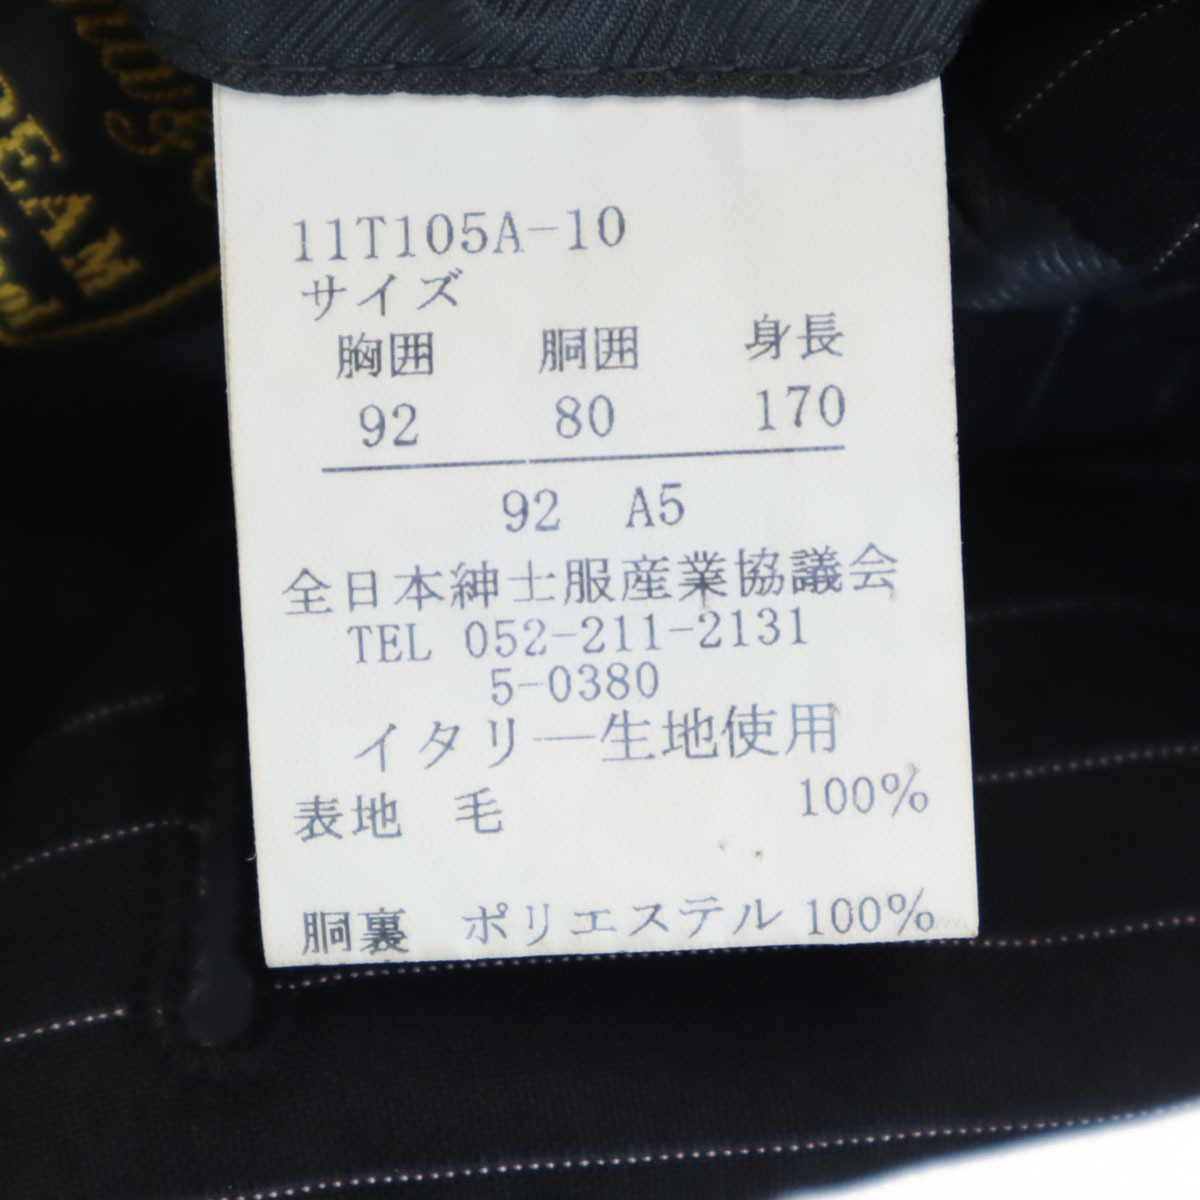 11T105A-10
サイズ
胸囲 胴囲 身長
92 80 170
92 A5
全日本紳士服産業協議会
TEL 052-211-2131
5-0380
イタリー生地使用
表地 毛 100%
胴裏 ポリエステル 100%